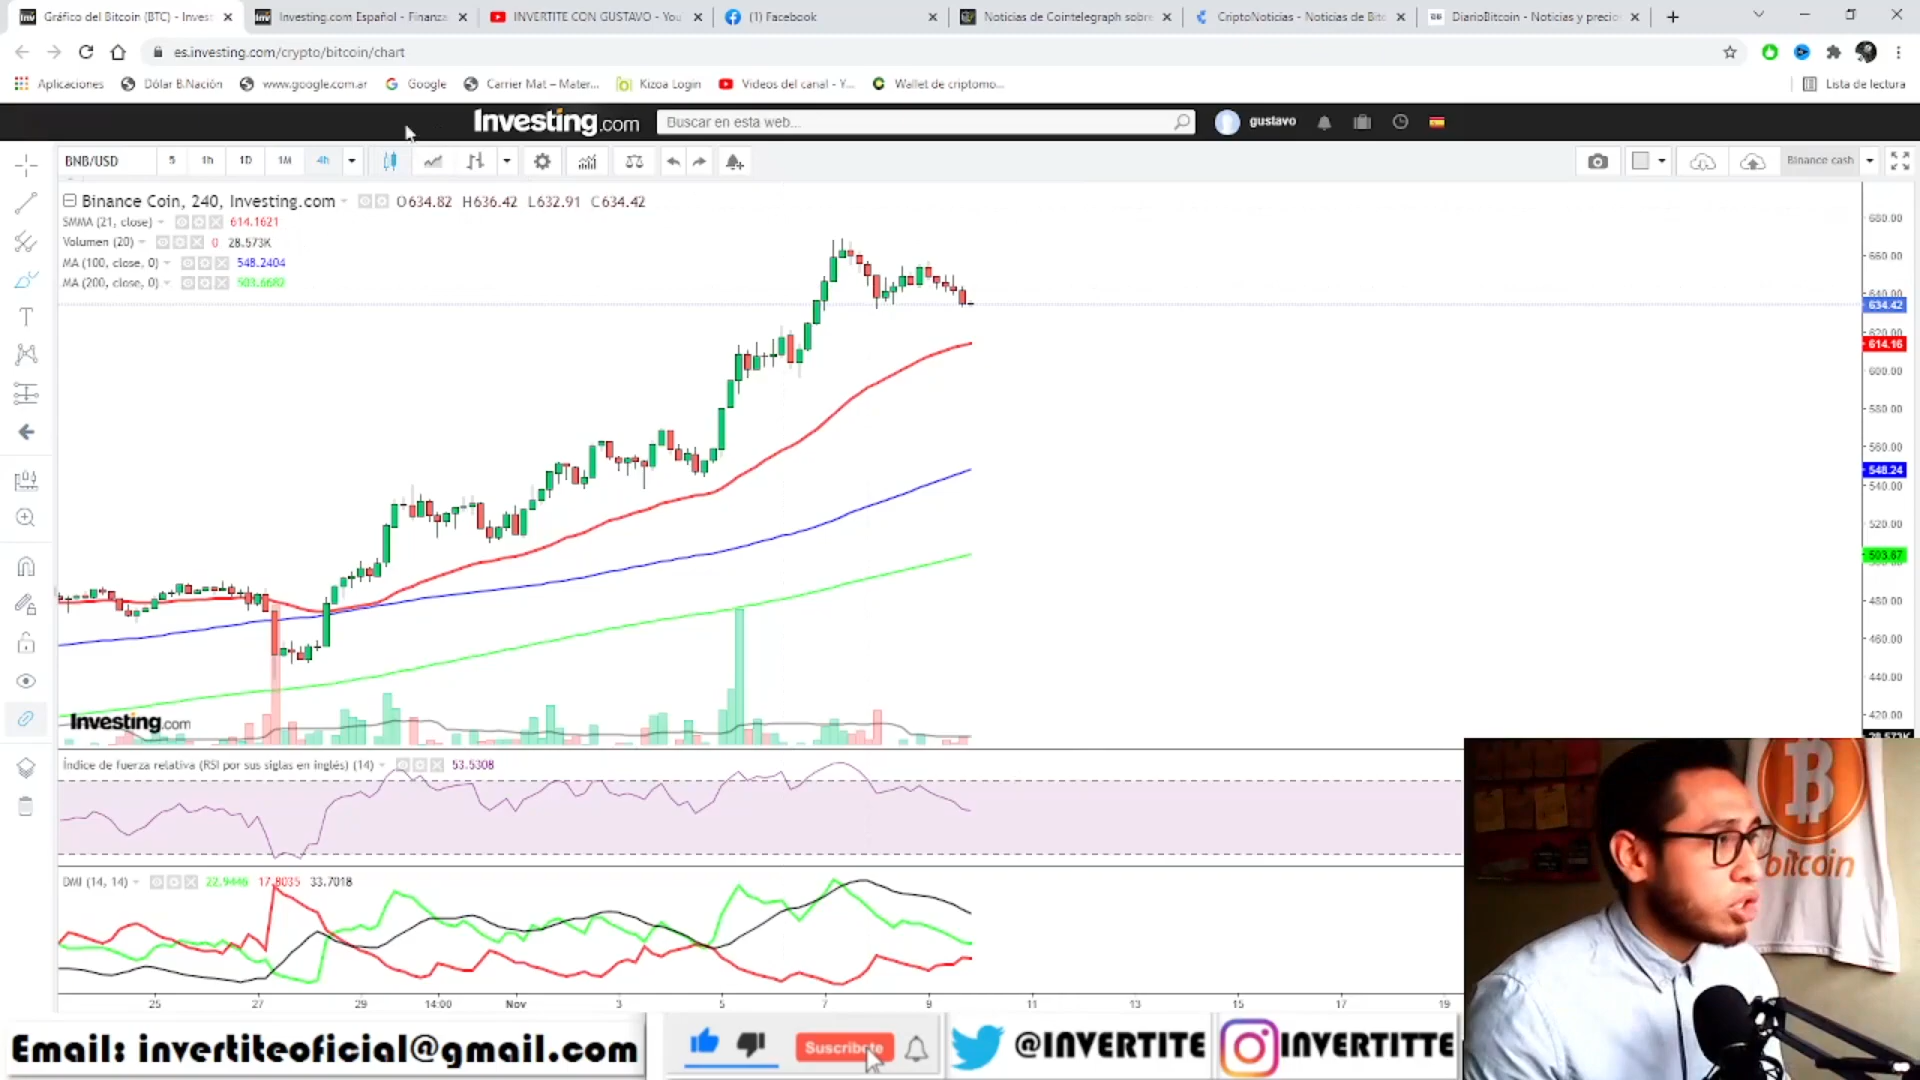 Gráfico del Bitcoin (BTC) - Invest
Investing.com Español - Finanza
INVERTITE CON GUSTAVO - You
(1) Facebook
Noticias de Cointelegraph sobre
CriptoNoticias - Noticias de Bitc
DiarioBitcoin - Noticias y precio
es.investing.com/crypto/bitcoin/chart
Aplicaciones
Dólar B.Nación
www.google.com.ar
Google
Carrier Mat – Mater...
Kizoa Login
Videos del canal - Y...
Wallet de criptomo...
Lista de lectura
Investing.com
Buscar en esta web...
gustavo
BNB/USD 5 1h 1D 1M 4h
Binance cash
Binance Coin, 240, Investing.com O634.82 H636.42 L632.91 C634.42
SMMA (21, close) 614.1621
Volumen (20) 0 28.573K
MA (100, close, 0) 548.2404
MA (200, close, 0) 503.6682
680.00
660.00
640.00
634.42
620.00
614.16
600.00
580.00
560.00
548.24
540.00
520.00
503.67
480.00
460.00
440.00
420.00
28.573K
Investing.com
Índice de fuerza relativa (RSI por sus siglas en inglés) (14) 53.5308
DMI (14, 14) 22.9446 17.8035 33.7018
25 27 29 14:00 Nov 3 5 7 9 11 13 15 17 19
bitcoin
Email: invertiteoficial@gmail.com
Suscribete
@INVERTITE
INVERTITTE